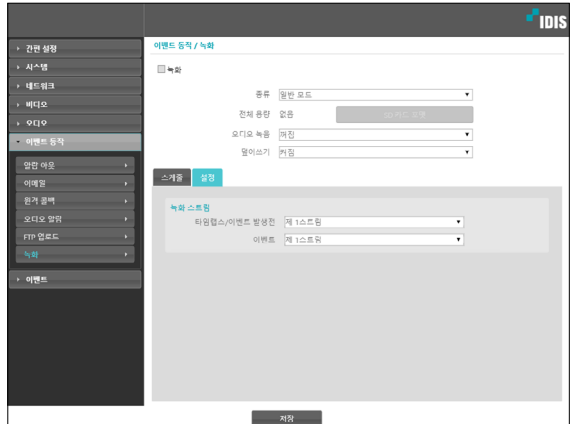 IDIS
간편 설정
시스템
네트워크
비디오
오디오
이벤트 동작
알람 아웃
이메일
원격 콜백
오디오 알람
FTP 업로드
녹화
이벤트
이벤트 동작 / 녹화
녹화
종류 일반 모드
전체 용량 없음 SD 카드 포맷
오디오 녹음 꺼짐
덮어쓰기 켜짐
스케줄 설정
녹화 스트림
타임랩스/이벤트 발생전 제 1스트림
이벤트 제 1스트림
저장